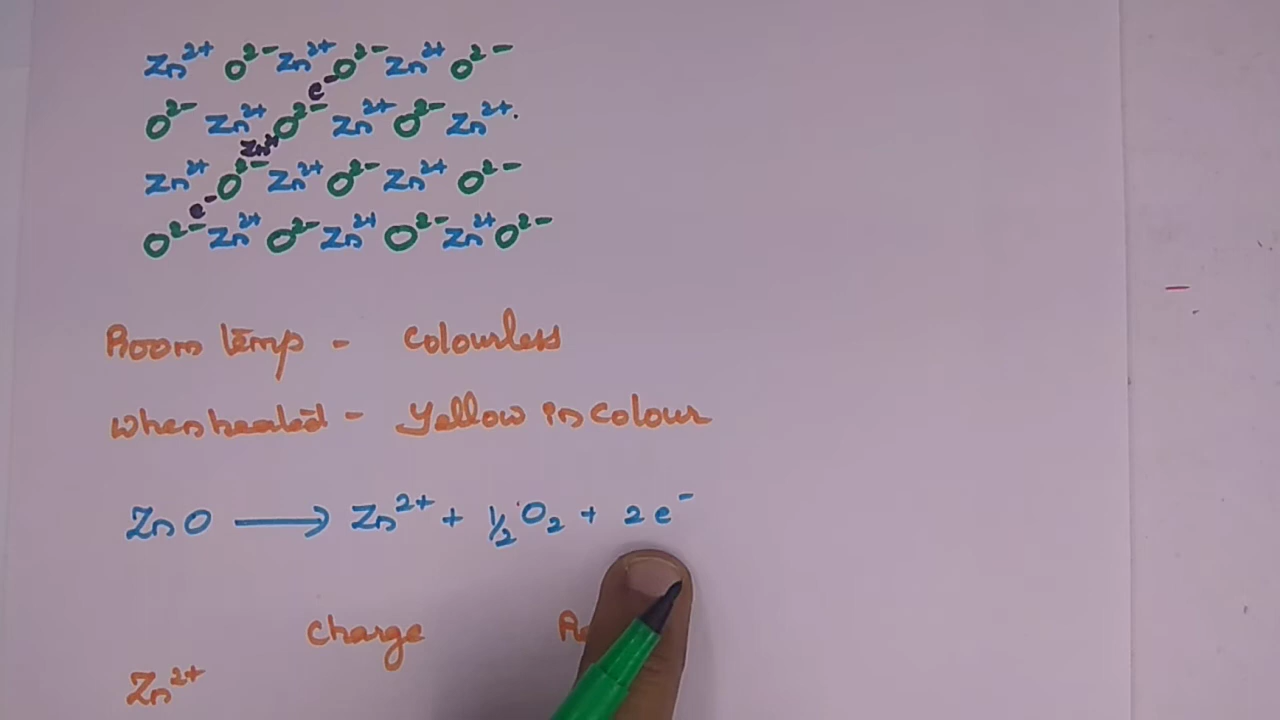 Zn²⁺ O²⁻ Zn²⁺ O²⁻ Zn²⁺ O²⁻
e⁻
O²⁻ Zn²⁺ O²⁻ Zn²⁺ O²⁻ Zn²⁺.
Zn²⁺
Zn²⁺ O²⁻ Zn²⁺ O²⁻ Zn²⁺ O²⁻
e⁻
O²⁻ Zn²⁺ O²⁻ Zn²⁺ O²⁻ Zn²⁺ O²⁻
Room temp - Colourless
When heated - Yellow in colour
ZnO ⟶ Zn²⁺ + ½O₂ + 2e⁻
Charge
Zn²⁺